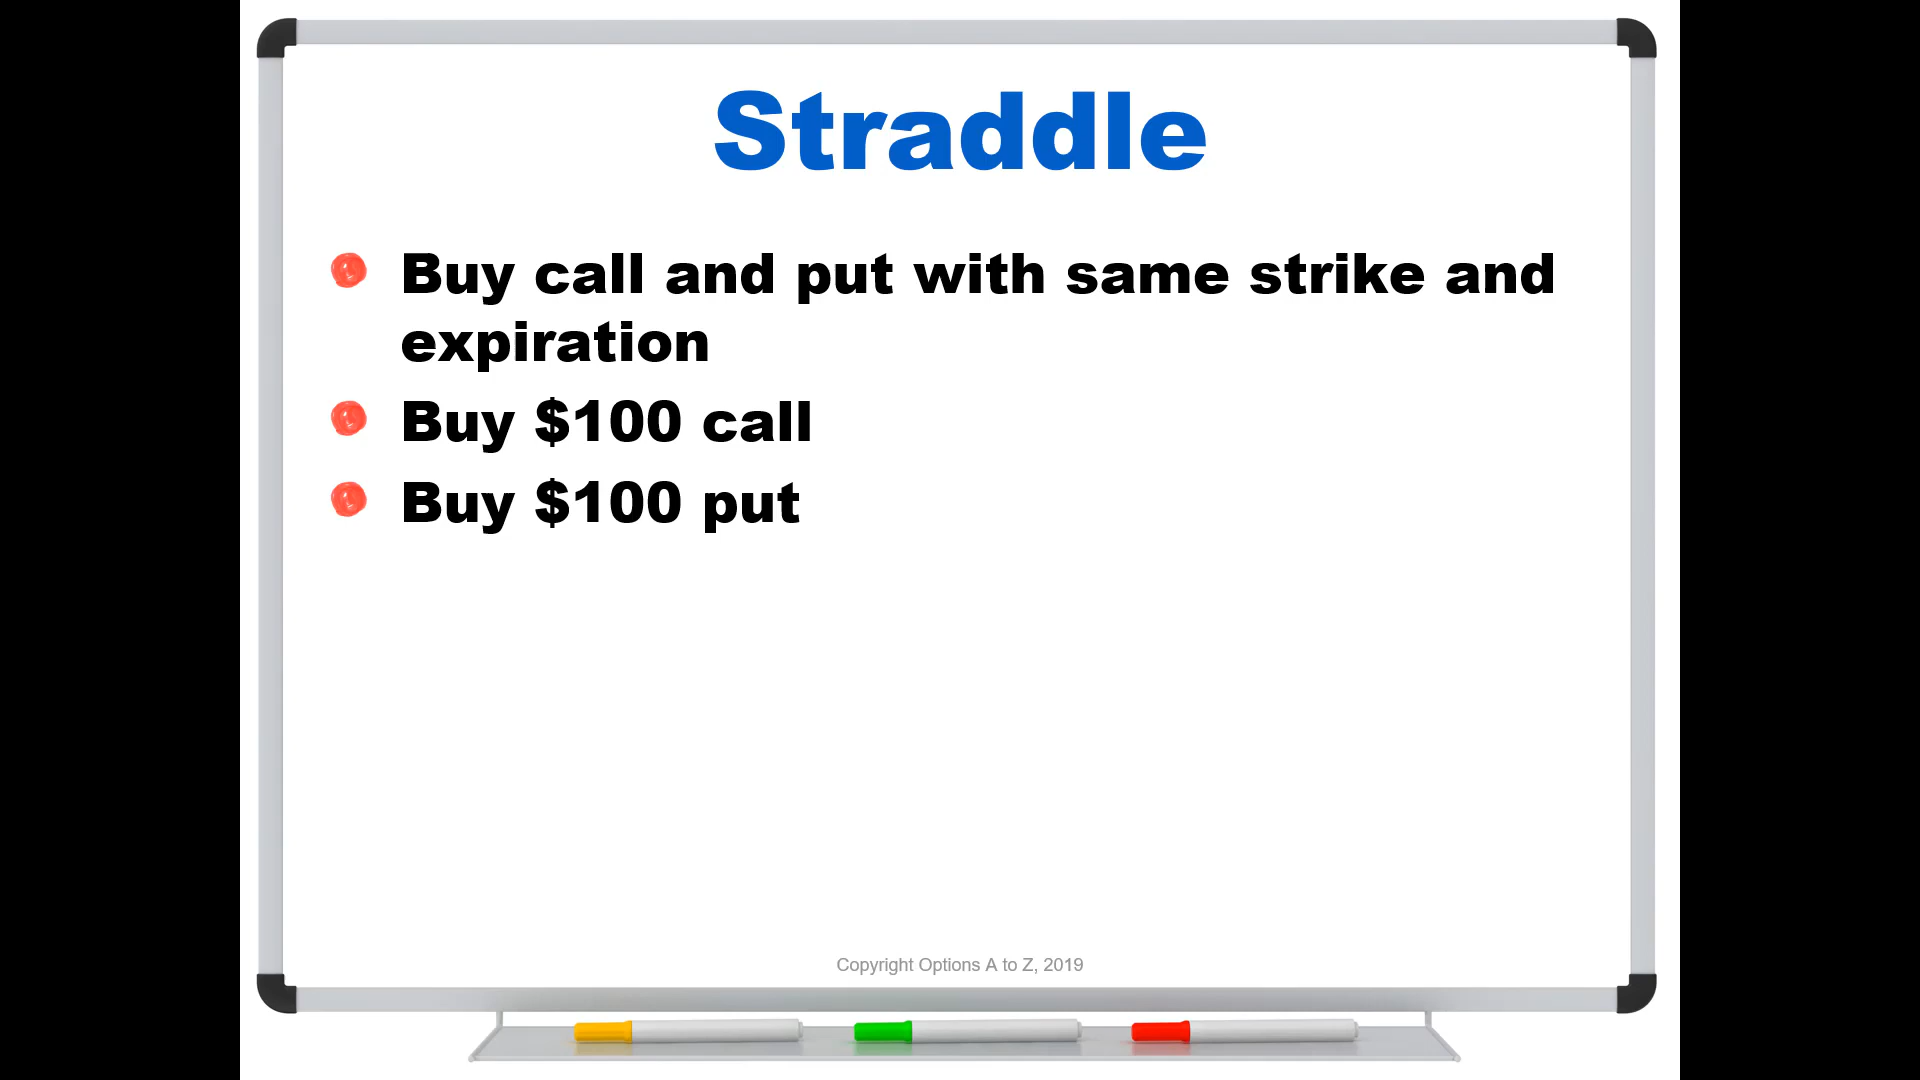 Straddle
Buy call and put with same strike and
expiration
Buy $100 call
Buy $100 put
Copyright Options A to Z, 2019